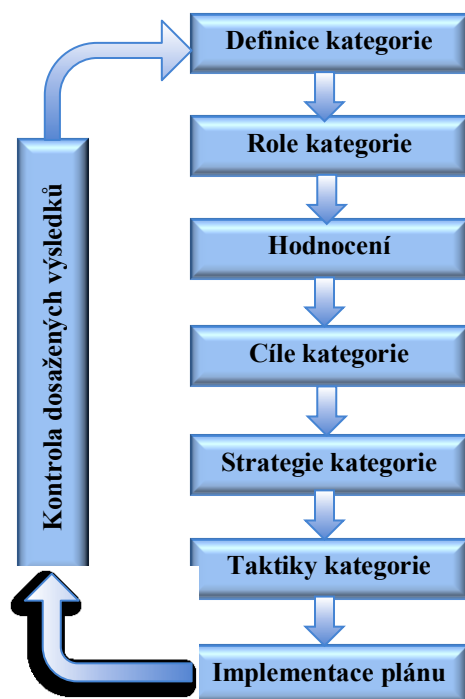 Definice kategorie
Role kategorie
Hodnocení
Cíle kategorie
Strategie kategorie
Taktiky kategorie
Implementace plánu
Kontrola dosažených výsledků